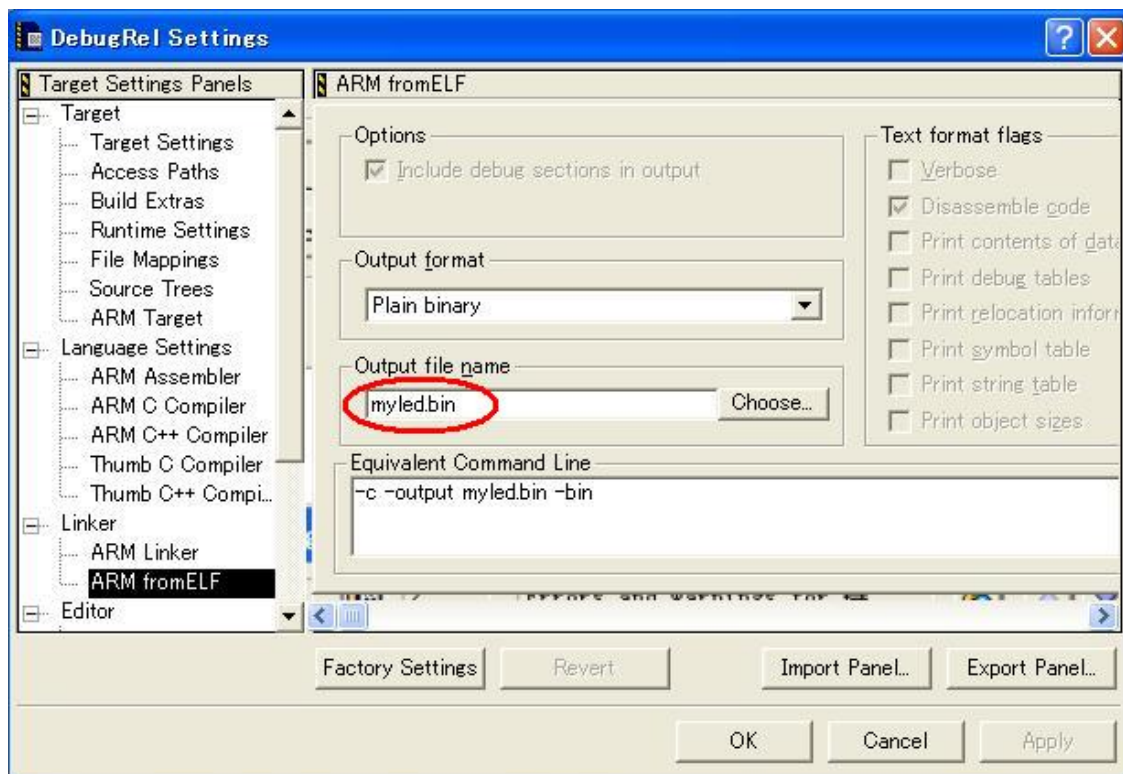 DebugRel Settings
Target Settings Panels
Target
Target Settings
Access Paths
Build Extras
Runtime Settings
File Mappings
Source Trees
ARM Target
Language Settings
ARM Assembler
ARM C Compiler
ARM C++ Compiler
Thumb C Compiler
Thumb C++ Compi...
Linker
ARM Linker
ARM fromELF
Editor
ARM fromELF
Options
Include debug sections in output
Output format
Plain binary
Output file name
myled.bin
Choose...
Text format flags
Verbose
Disassemble code
Print contents of data
Print debug tables
Print relocation inforr
Print symbol table
Print string table
Print object sizes
Equivalent Command Line
-c -output myled.bin -bin
Errors and Warnings for
Factory Settings
Revert
Import Panel...
Export Panel...
OK
Cancel
Apply